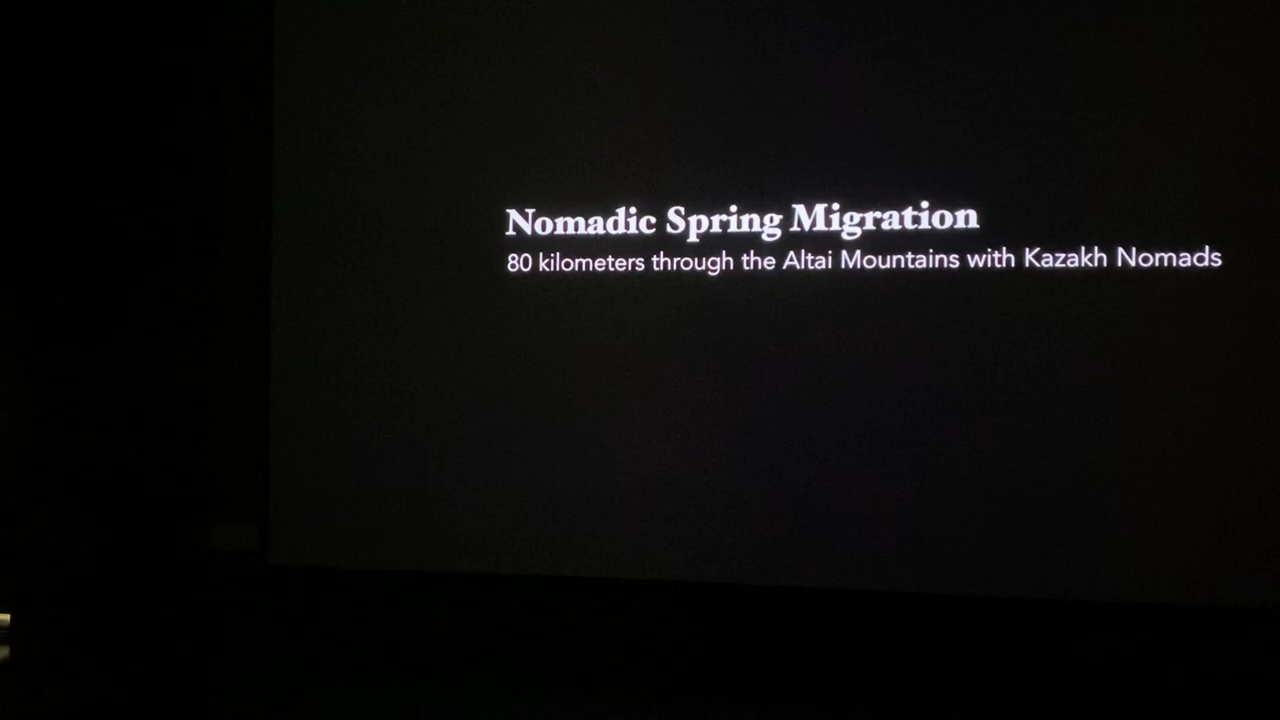 Nomadic Spring Migration
80 kilometers through the Altai Mountains with Kazakh Nomads